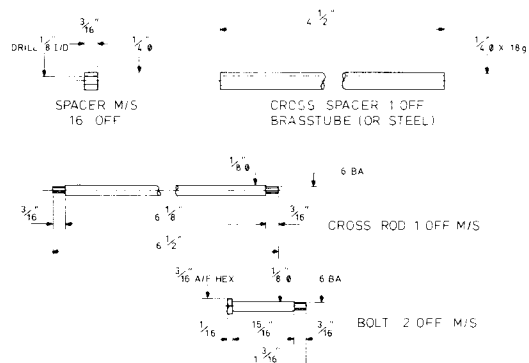 3/16"
DRILL 1/8" I/D
1/4" Ø
SPACER M/S
16 OFF
4 1/2"
1/4" Ø X 18g
CROSS SPACER 1 OFF
BRASSTUBE (OR STEEL)
1/8" Ø
6 BA
3/16"
6 1/8"
3/16"
6 1/2"
CROSS ROD 1 OFF M/S
3/16" A/F HEX
1/8" Ø
6 BA
1/16
15/16"
3/16"
1 3/16"
BOLT 2 OFF M/S